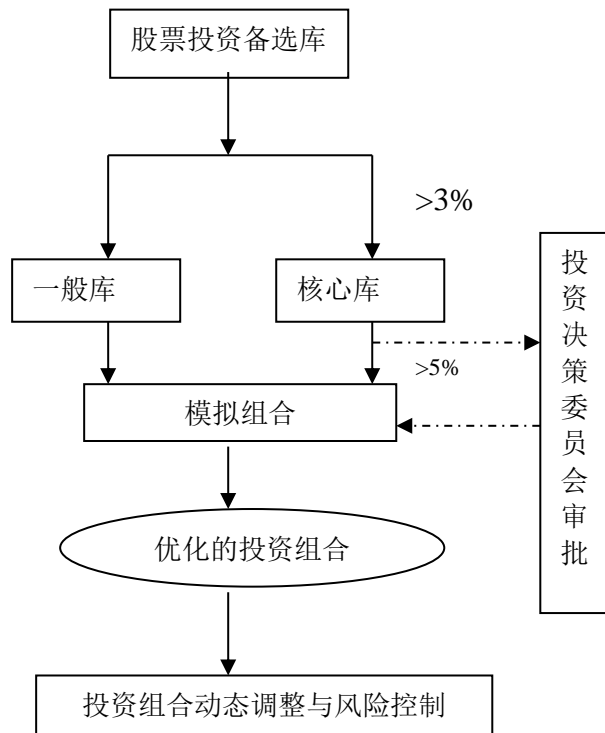 股票投资备选库
>3%
一般库
核心库
>5%
模拟组合
投资决策委员会审批
优化的投资组合
投资组合动态调整与风险控制